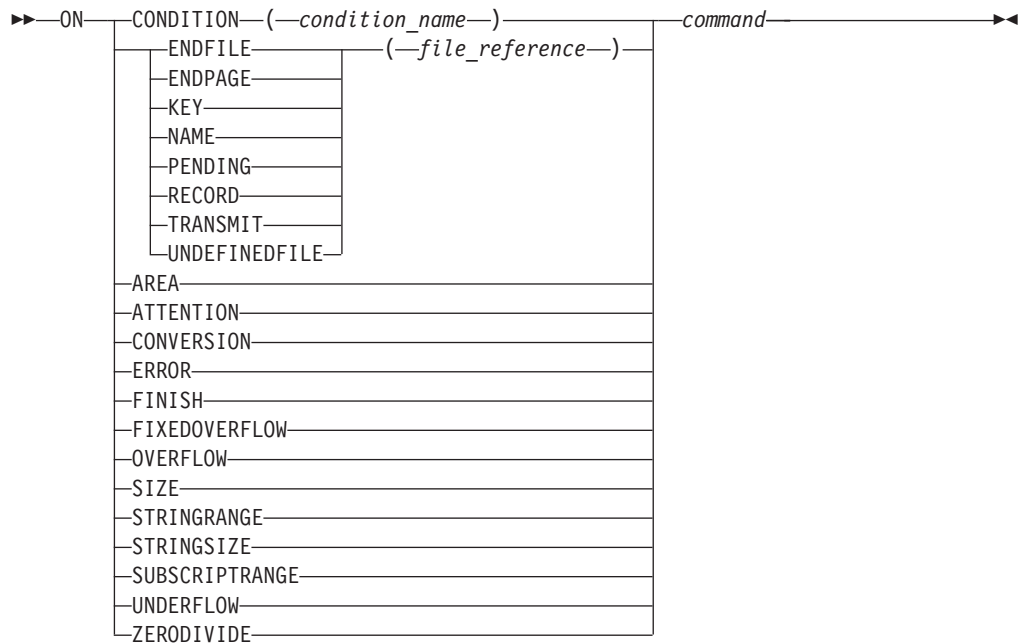 ON CONDITION ( condition_name ) command
ENDFILE ( file_reference )
ENDPAGE
KEY
NAME
PENDING
RECORD
TRANSMIT
UNDEFINEDFILE
AREA
ATTENTION
CONVERSION
ERROR
FINISH
FIXEDOVERFLOW
OVERFLOW
SIZE
STRINGRANGE
STRINGSIZE
SUBSCRIPTRANGE
UNDERFLOW
ZERODIVIDE